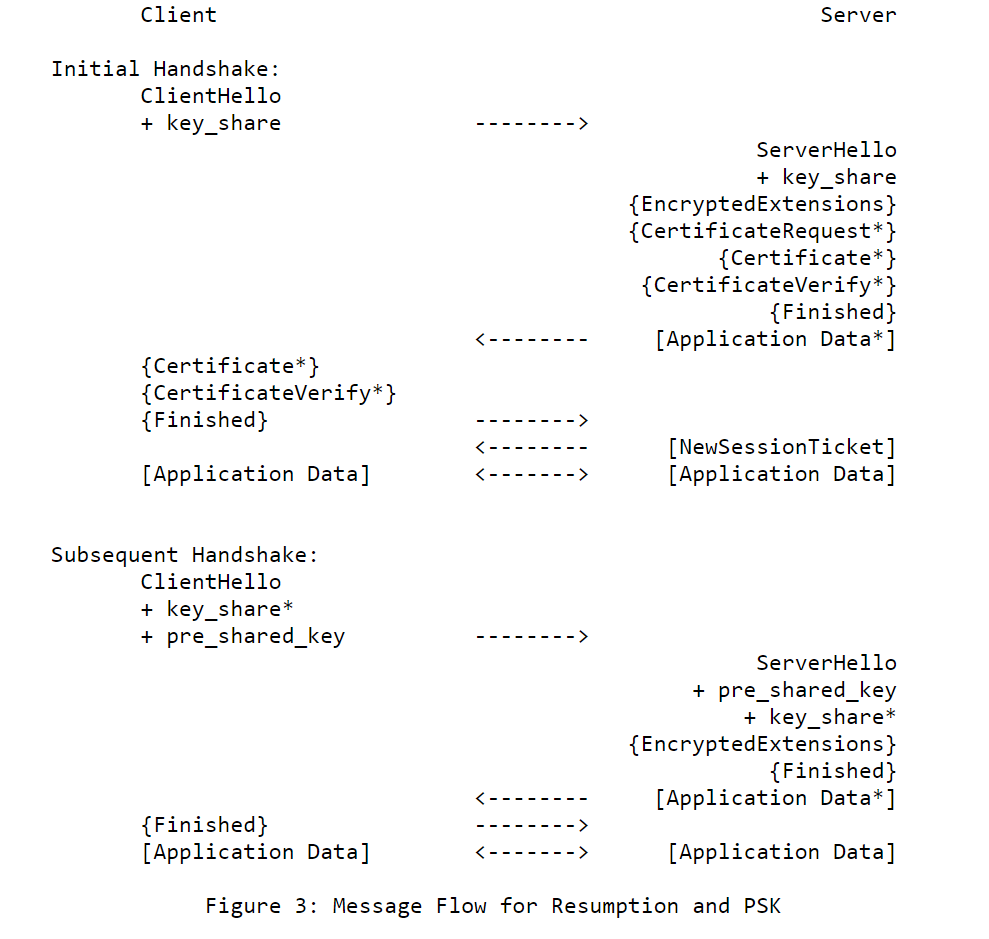 Client Server
Initial Handshake:
ClientHello
+ key_share -------->
ServerHello
+ key_share
{EncryptedExtensions}
{CertificateRequest*}
{Certificate*}
{CertificateVerify*}
{Finished}
<-------- [Application Data*]
{Certificate*}
{CertificateVerify*}
{Finished} -------->
<-------- [NewSessionTicket]
[Application Data] <-------> [Application Data]
Subsequent Handshake:
ClientHello
+ key_share*
+ pre_shared_key -------->
ServerHello
+ pre_shared_key
+ key_share*
{EncryptedExtensions}
{Finished}
<-------- [Application Data*]
{Finished} -------->
[Application Data] <-------> [Application Data]
Figure 3: Message Flow for Resumption and PSK